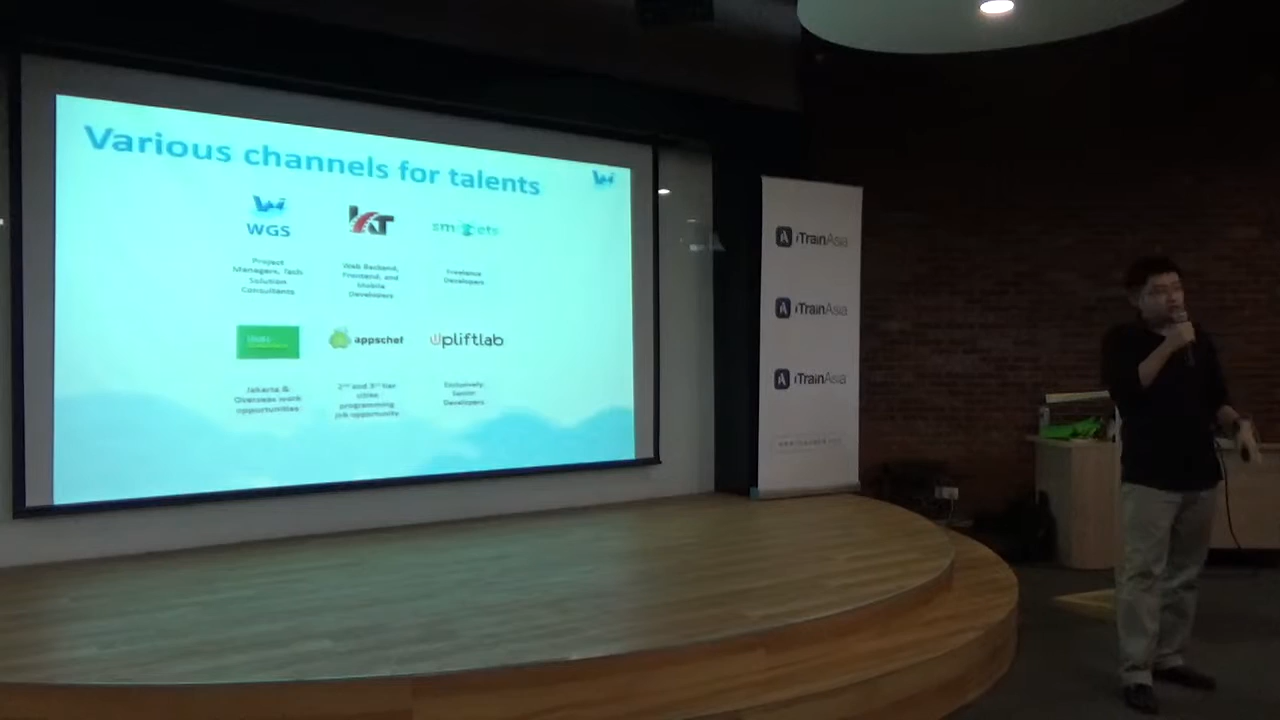 Various channels for talents
WGS
Project
Managers, Tech
Solution
Consultants
Web Backend,
Frontend, and
Mobile
Developers
Freelance
Developers
appschef
Upliftlab
Jakarta &
Overseas work
opportunities
2nd and 3rd tier
cities
programming
job opportunity
Exclusively
Senior
Developers
iTrainAsia
iTrainAsia
iTrainAsia